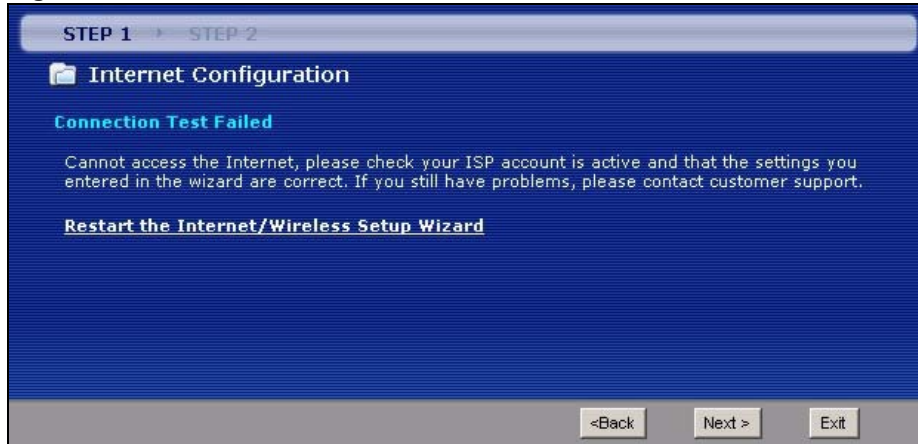 STEP 1 STEP 2
Internet Configuration
Connection Test Failed
Cannot access the Internet, please check your ISP account is active and that the settings you
entered in the wizard are correct. If you still have problems, please contact customer support.
Restart the Internet/Wireless Setup Wizard
<Back Next > Exit